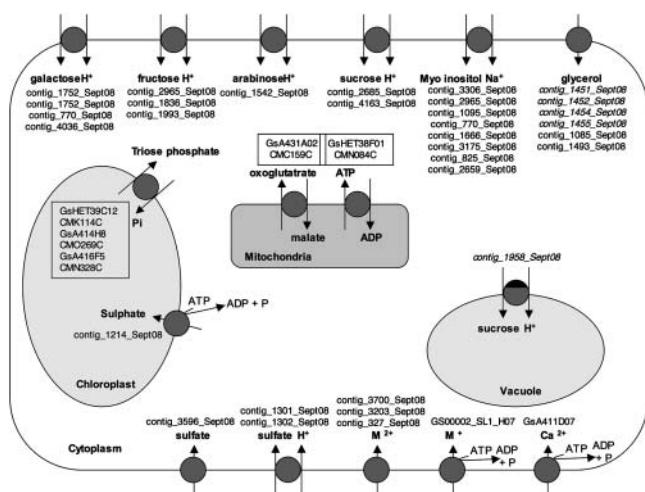 galactoseH+
contig_1752_Sept08
contig_1752_Sept08
contig_770_Sept08
contig_4036_Sept08
fructose H+
contig_2965_Sept08
contig_1836_Sept08
contig_1993_Sept08
arabinoseH+
contig_1542_Sept08
sucrose H+
contig_2685_Sept08
contig_4163_Sept08
Myo inositol Na+
contig_3306_Sept08
contig_2965_Sept08
contig_1095_Sept08
contig_770_Sept08
contig_1666_Sept08
contig_3175_Sept08
contig_825_Sept08
contig_2659_Sept08
glycerol
contig_1451_Sept08
contig_1452_Sept08
contig_1454_Sept08
contig_1455_Sept08
contig_1085_Sept08
contig_1493_Sept08
Triose phosphate
Pi
GsHET39C12
CMK114C
GsA414H8
CMO269C
GsA416F5
CMN328C
Sulphate
contig_1214_Sept08
ATP
ADP + P
Chloroplast
GsA431A02
CMC159C
GsHET38F01
CMN084C
oxoglutatrate
ATP
malate
ADP
Mitochondria
contig_1958_Sept08
sucrose H+
Vacuole
Cytoplasm
contig_3596_Sept08
sulfate
contig_1301_Sept08
contig_1302_Sept08
sulfate H+
contig_3700_Sept08
contig_3203_Sept08
contig_327_Sept08
M 2+
GS00002_SL1_H07
M +
ATP
ADP
+ P
GsA411D07
Ca 2+
ATP
ADP
+ P